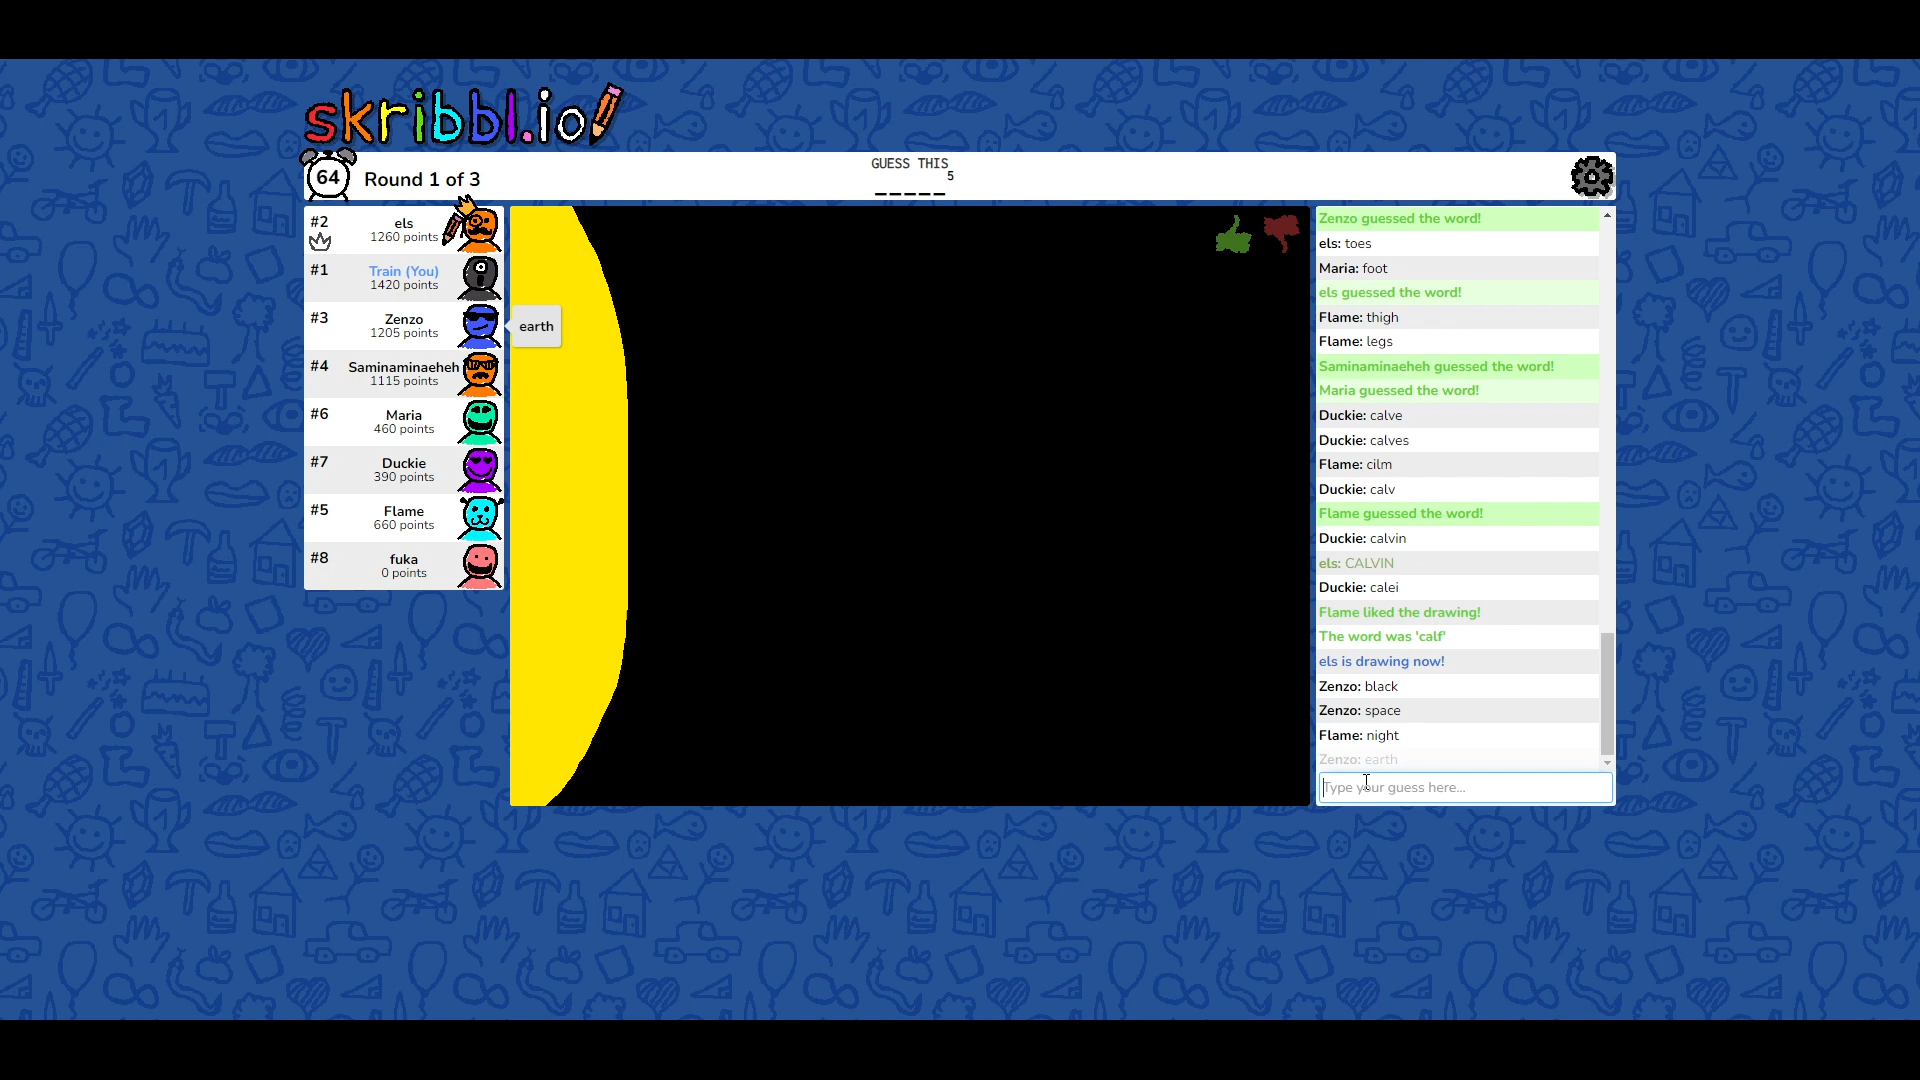 skribbl.io
64
Round 1 of 3
GUESS THIS
5
_____
#2
els
1260 points
#1
Train (You)
1420 points
#3
Zenzo
1205 points
earth
#4
Saminaminaeheh
1115 points
#6
Maria
460 points
#7
Duckie
390 points
#5
Flame
660 points
#8
fuka
0 points
Zenzo guessed the word!
els: toes
Maria: foot
els guessed the word!
Flame: thigh
Flame: legs
Saminaminaeheh guessed the word!
Maria guessed the word!
Duckie: calve
Duckie: calves
Flame: cilm
Duckie: calv
Flame guessed the word!
Duckie: calvin
els: CALVIN
Duckie: calei
Flame liked the drawing!
The word was 'calf'
els is drawing now!
Zenzo: black
Zenzo: space
Flame: night
Zenzo: earth
Type your guess here...